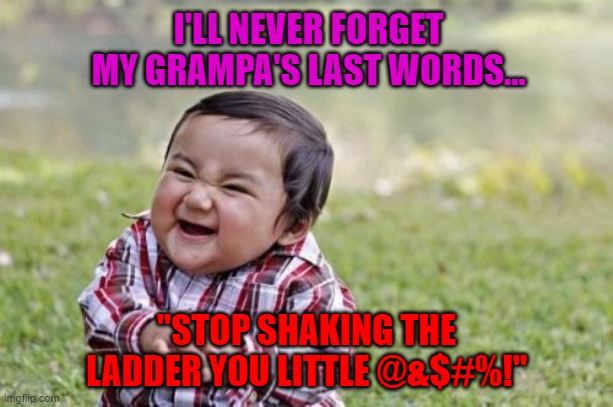 I'LL NEVER FORGET
MY GRAMPA'S LAST WORDS...
"STOP SHAKING THE
LADDER YOU LITTLE @&$#%!"
imgflip.com